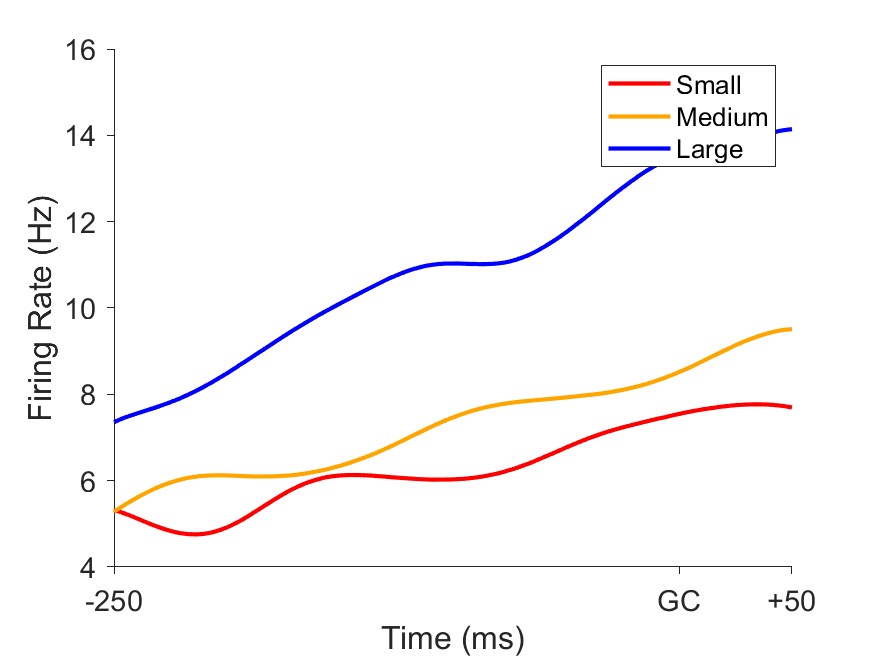 16
14
12
10
8
6
4
Firing Rate (Hz)
Small
Medium
Large
-250
GC
+50
Time (ms)